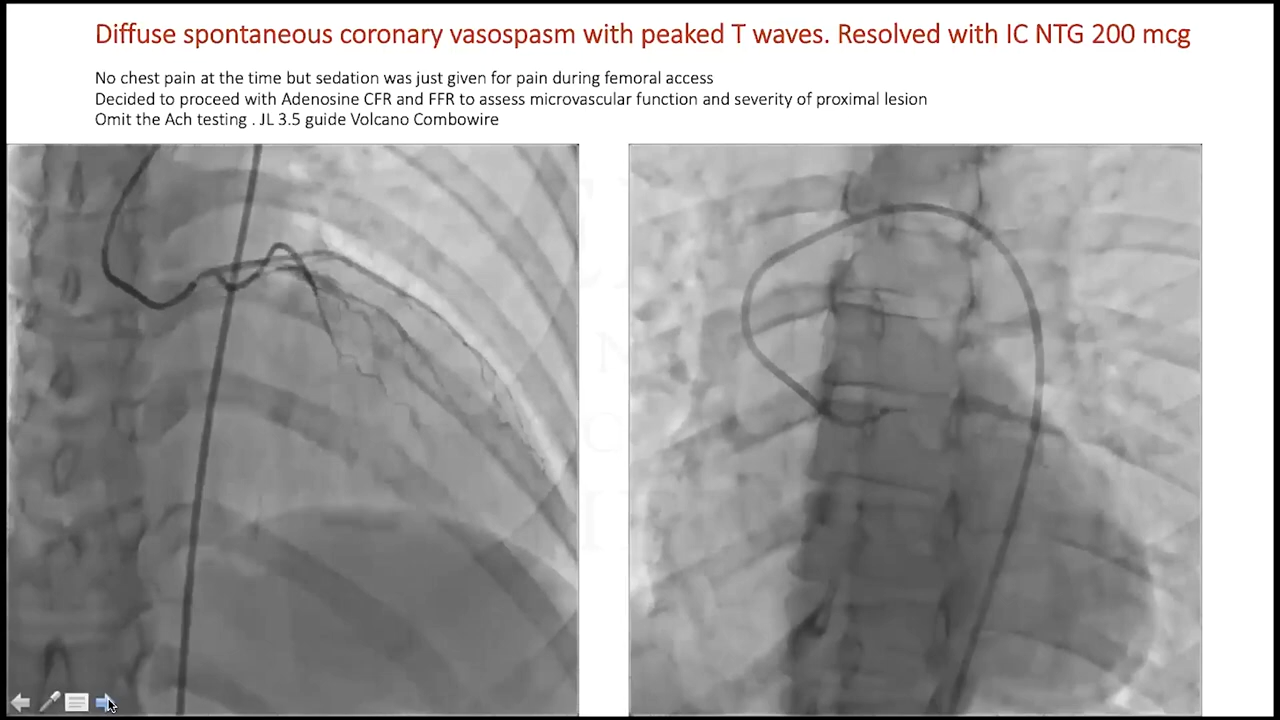 Diffuse spontaneous coronary vasospasm with peaked T waves. Resolved with IC NTG 200 mcg
No chest pain at the time but sedation was just given for pain during femoral access
Decided to proceed with Adenosine CFR and FFR to assess microvascular function and severity of proximal lesion
Omit the Ach testing . JL 3.5 guide Volcano Combowire